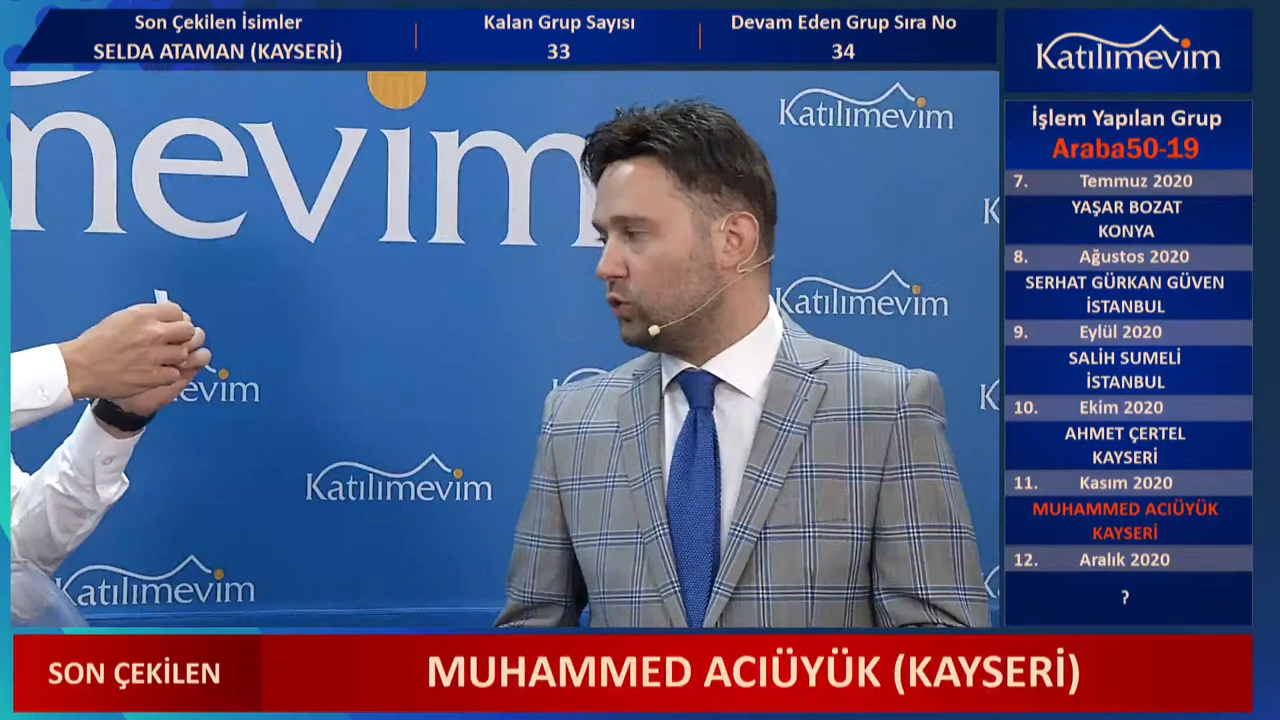 Son Çekilen İsimler
SELDA ATAMAN (KAYSERİ)
Kalan Grup Sayısı
33
Devam Eden Grup Sıra No
34
Katılımevim
İşlem Yapılan Grup
Araba50-19
7. Temmuz 2020
YAŞAR BOZAT
KONYA
8. Ağustos 2020
SERHAT GÜRKAN GÜVEN
İSTANBUL
9. Eylül 2020
SALİH SUMELİ
İSTANBUL
10. Ekim 2020
AHMET ÇERTEL
KAYSERİ
11. Kasım 2020
MUHAMMED ACIÜYÜK
KAYSERİ
12. Aralık 2020
?
nevim
Katılımevim
Katılımevim
evim
Katılımevim
Katılımevim
SON ÇEKİLEN
MUHAMMED ACIÜYÜK (KAYSERİ)